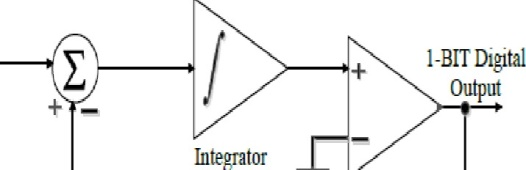 Σ
+ −
∫
+
−
1-BIT Digital
Output
Integrator